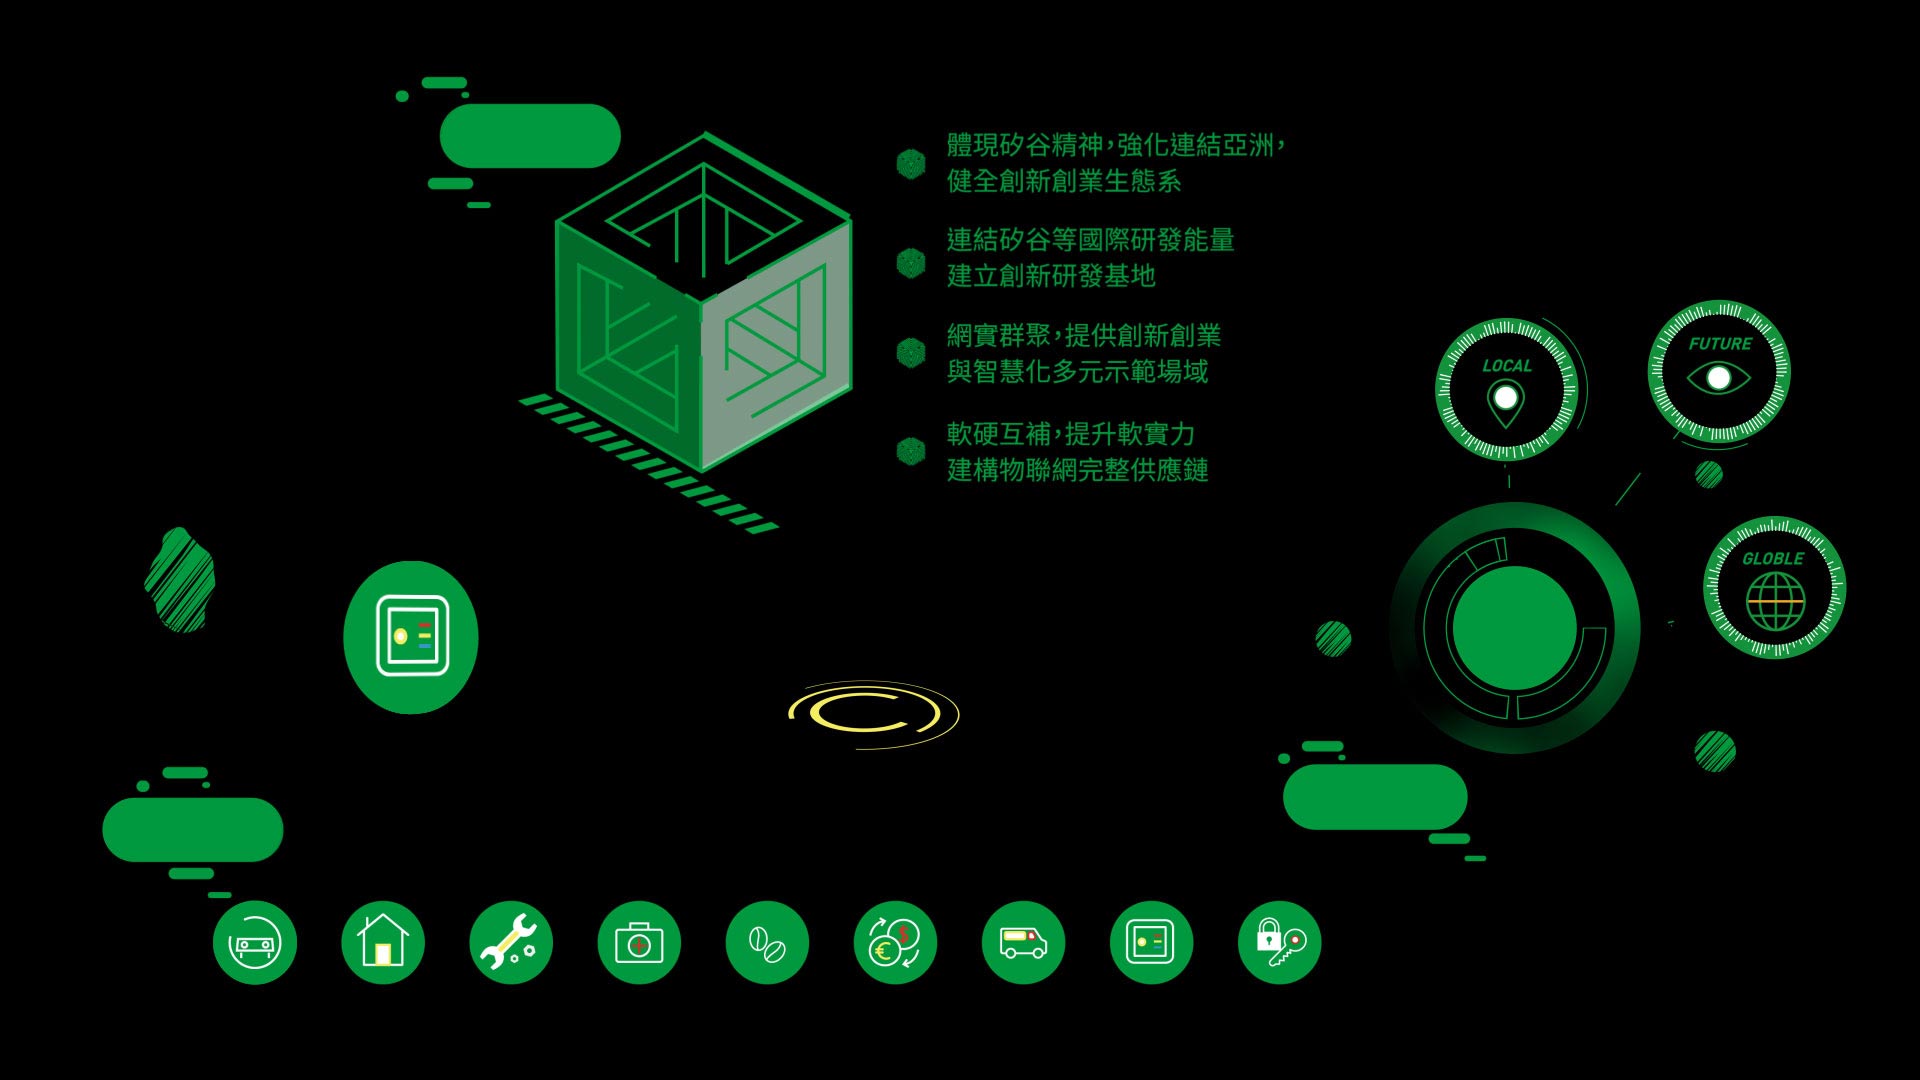 體現矽谷精神，強化連結亞洲，
健全創新創業生態系
連結矽谷等國際研發能量
建立創新研發基地
網實群聚，提供創新創業
與智慧化多元示範場域
軟硬互補，提升軟實力
建構物聯網完整供應鏈
LOCAL
FUTURE
GLOBLE
$
€